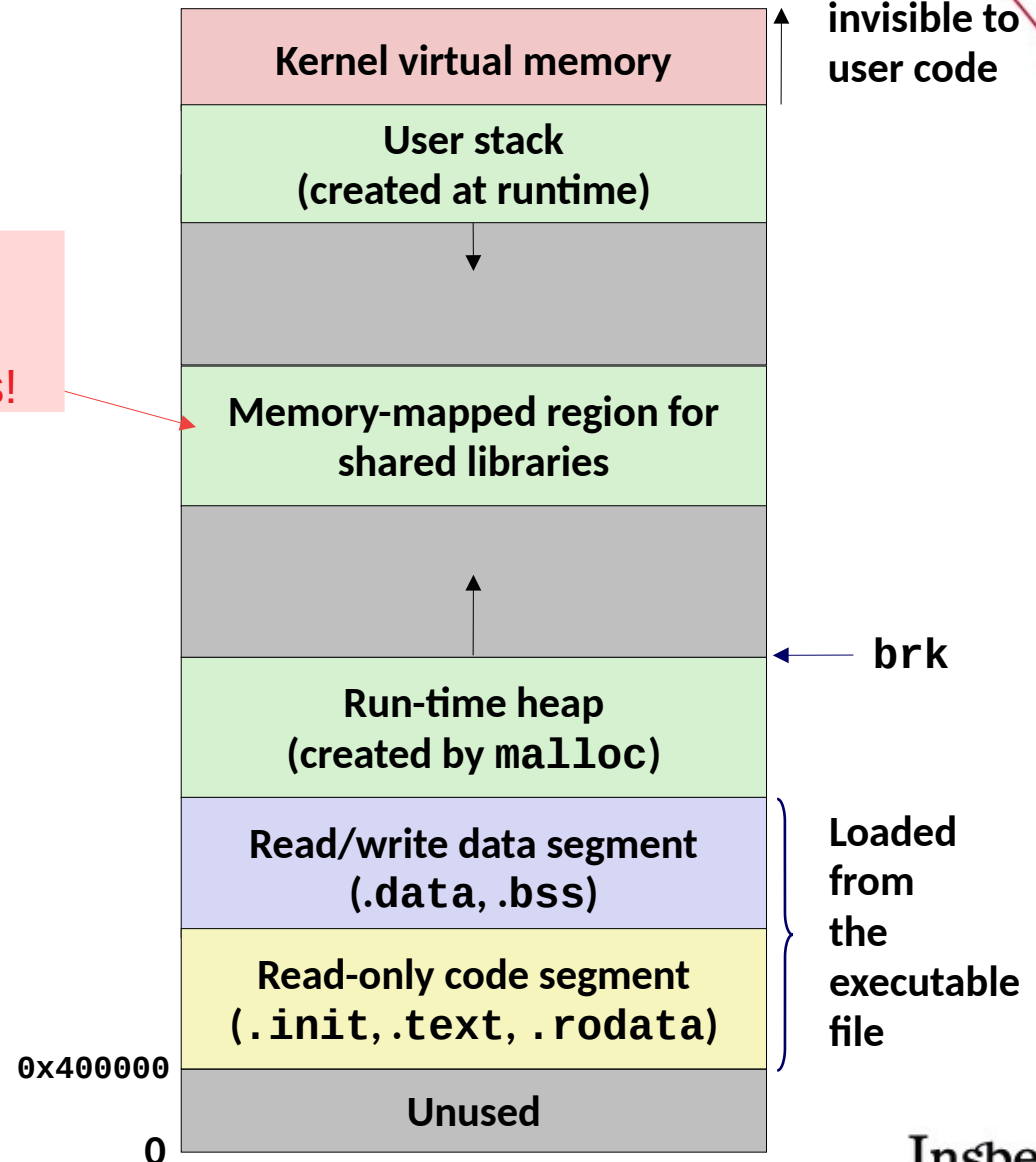 invisible to
user code
Kernel virtual memory
User stack
(created at runtime)
s!
Memory-mapped region for
shared libraries
brk
Run-time heap
(created by malloc)
Read/write data segment
(.data, .bss)
Loaded
from
the
executable
file
Read-only code segment
(.init, .text, .rodata)
0x400000
Unused
0